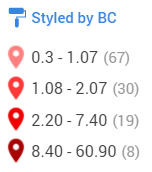 Styled by BC
0.3 - 1.07 (67)
1.08 - 2.07 (30)
2.20 - 7.40 (19)
8.40 - 60.90 (8)